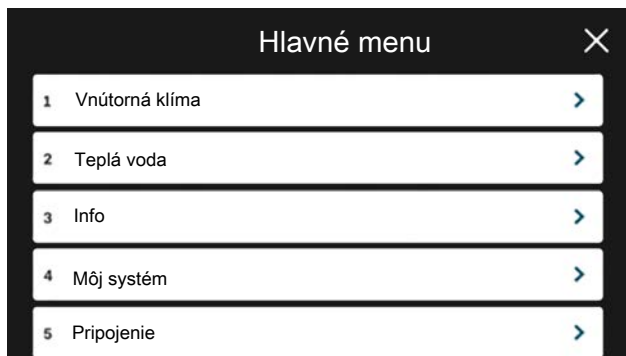 Hlavné menu
1 Vnútorná klíma
2 Teplá voda
3 Info
4 Môj systém
5 Pripojenie